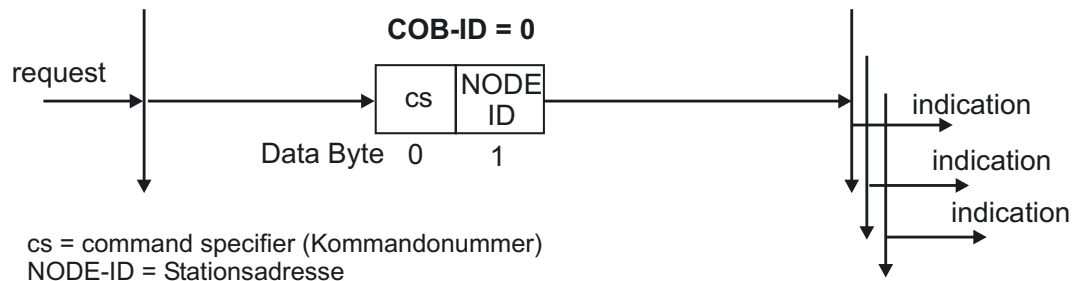 COB-ID = 0
request
cs
NODE
ID
indication
Data Byte 0 1
indication
indication
cs = command specifier (Kommandonummer)
NODE-ID = Stationsadresse